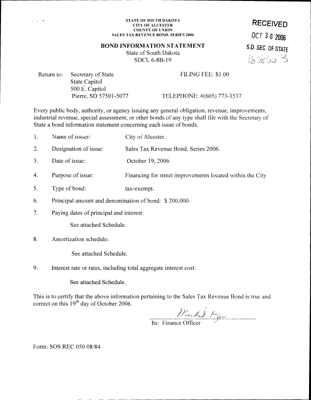 STATE OF SOUTH DAKOTA
CITY OF ALCESTER
COUNTY OF UNION
SALES TAX REVENUE BOND, SERIES 2006
RECEIVED
OCT 30 2006
S.D. SEC. OF STATE
BOND INFORMATION STATEMENT
State of South Dakota
SDCL 6-8B-19
Return to: Secretary of State FILING FEE: $1.00
State Capitol
500 E. Capitol
Pierre, SD 57501-5077 TELEPHONE: #(605) 773-3537
Every public body, authority, or agency issuing any general obligation, revenue, improvements,
industrial revenue, special assessment, or other bonds of any type shall file with the Secretary of
State a bond information statement concerning each issue of bonds.
1. Name of issuer: City of Alcester.
2. Designation of issue: Sales Tax Revenue Bond, Series 2006.
3. Date of issue: October 19, 2006
4. Purpose of issue: Financing for street improvements located within the City
5. Type of bond: tax-exempt.
6. Principal amount and denomination of bond: $ 200,000.
7. Paying dates of principal and interest:
See attached Schedule.
8. Amortization schedule:
See attached Schedule.
9. Interest rate or rates, including total aggregate interest cost:
See attached Schedule.
This is to certify that the above information pertaining to the Sales Tax Revenue Bond is true and
correct on this 19th day of October 2006.
Its: Finance Officer
Form: SOS REC 050 08/84